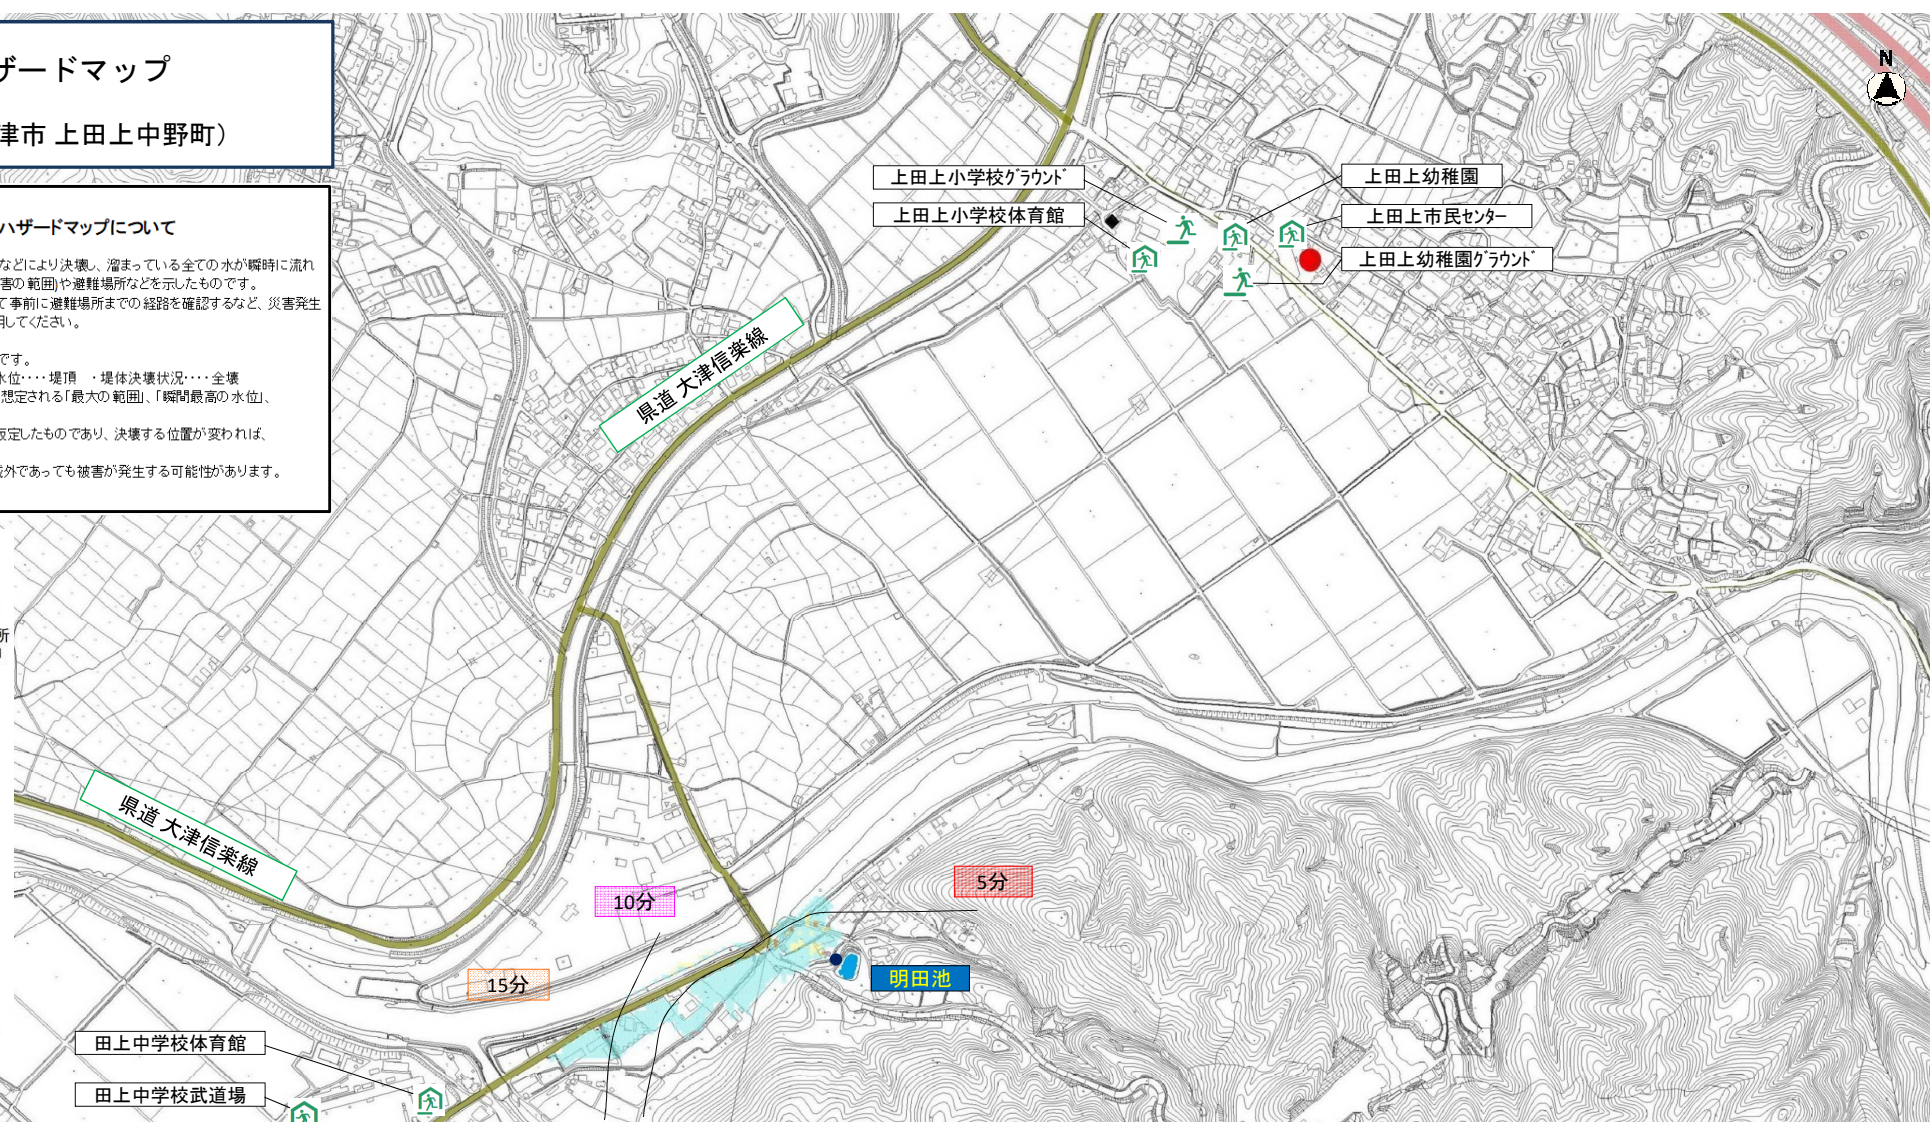 ザードマップ
津市 上田上中野町）
ハザードマップについて
などにより決壊し、溜まっている全ての水が瞬時に流れ
害の範囲)や避難場所などを示したものです。
て事前に避難場所までの経路を確認するなど、災害発生
用してください。
です。
水位････堤頂　・堤体決壊状況････全壊
想定される｢最大の範囲｣、｢瞬間最高の水位｣、
仮定したものであり、決壊する位置が変われば、
域外であっても被害が発生する可能性があります。
所
N
上田上小学校ｸﾞﾗｳﾝﾄﾞ
上田上小学校体育館
上田上幼稚園
上田上市民ｾﾝﾀｰ
上田上幼稚園ｸﾞﾗｳﾝﾄﾞ
県道 大津信楽線
県道 大津信楽線
5分
10分
15分
明田池
田上中学校体育館
田上中学校武道場